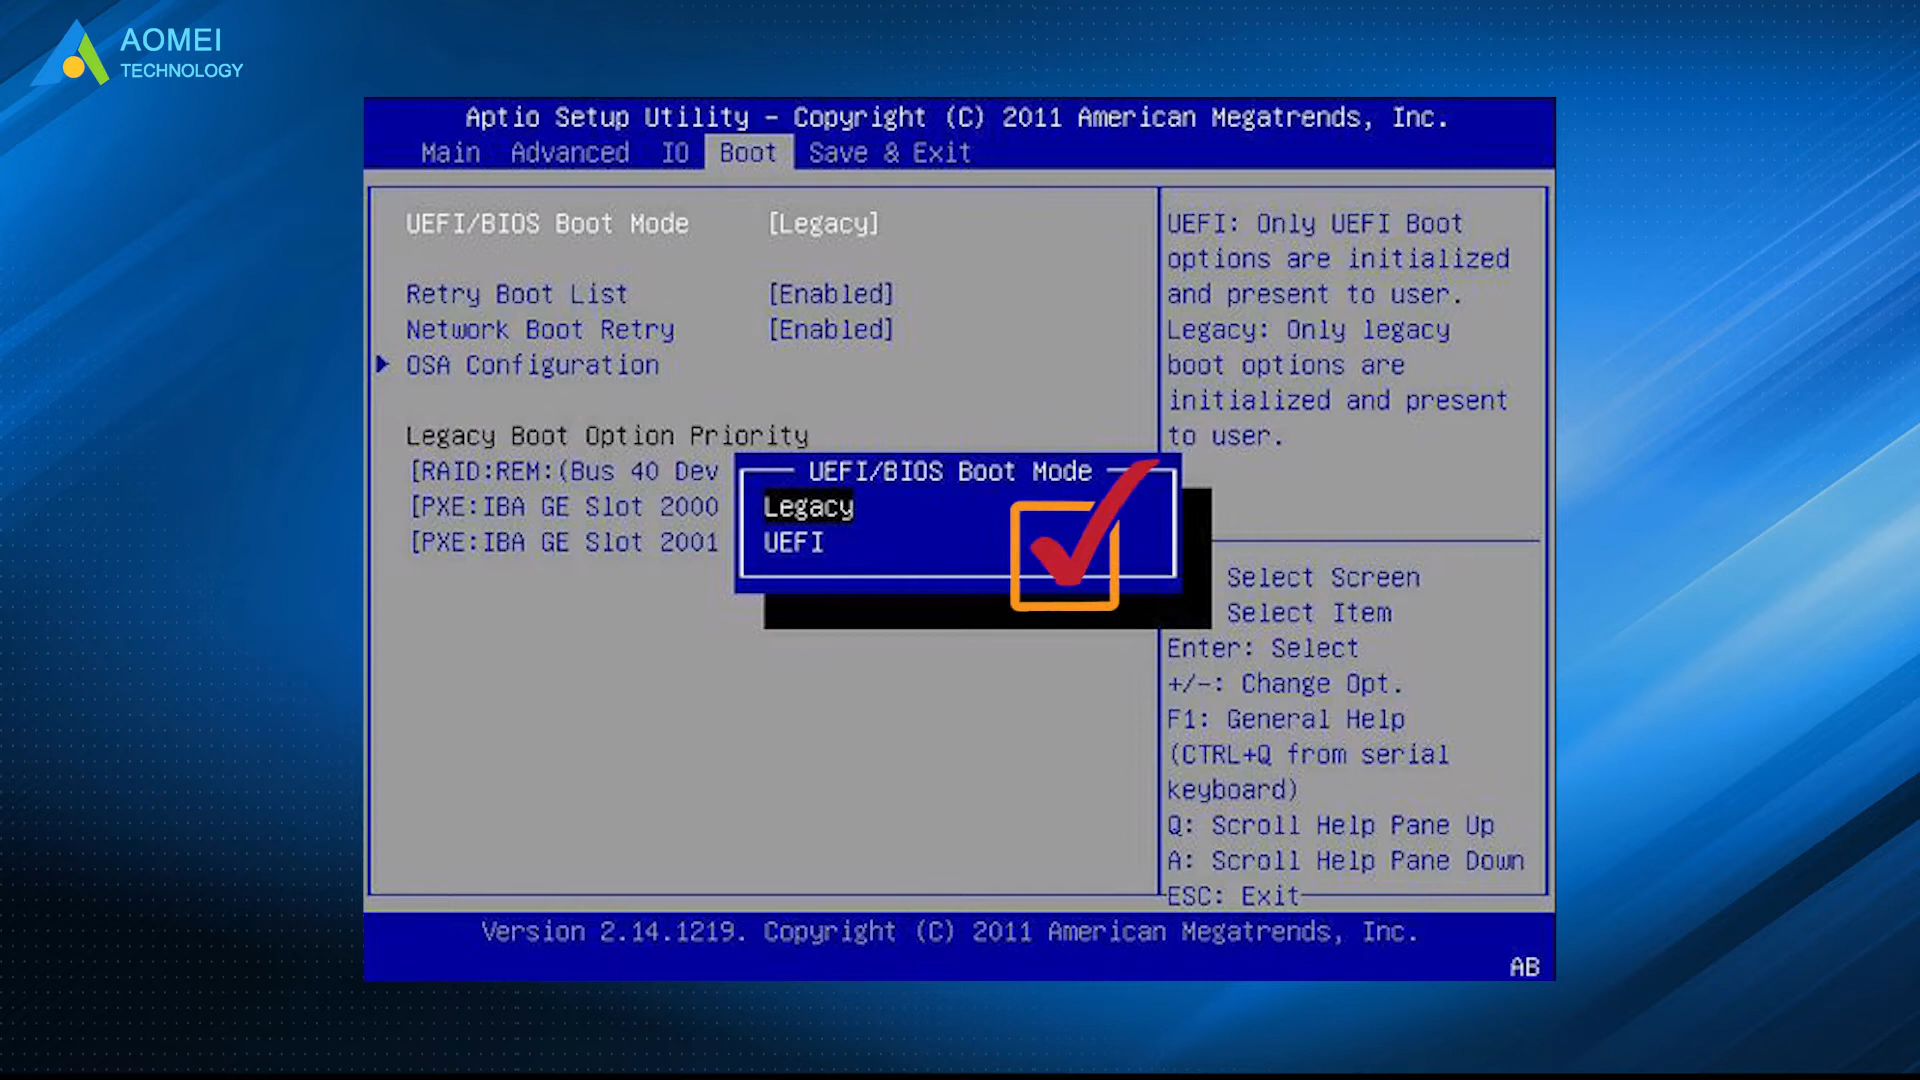 AOMEI
TECHNOLOGY
Aptio Setup Utility - Copyright (C) 2011 American Megatrends, Inc.
Main Advanced IO Boot Save & Exit
UEFI/BIOS Boot Mode [Legacy]
Retry Boot List [Enabled]
Network Boot Retry [Enabled]
OSA Configuration
Legacy Boot Option Priority
[RAID:REM:(Bus 40 Dev
[PXE:IBA GE Slot 2000
[PXE:IBA GE Slot 2001
UEFI/BIOS Boot Mode
Legacy
UEFI
UEFI: Only UEFI Boot
options are initialized
and present to user.
Legacy: Only legacy
boot options are
initialized and present
to user.
Select Screen
Select Item
Enter: Select
+/-: Change Opt.
F1: General Help
(CTRL+Q from serial
keyboard)
Q: Scroll Help Pane Up
A: Scroll Help Pane Down
ESC: Exit
Version 2.14.1219. Copyright (C) 2011 American Megatrends, Inc.
AB